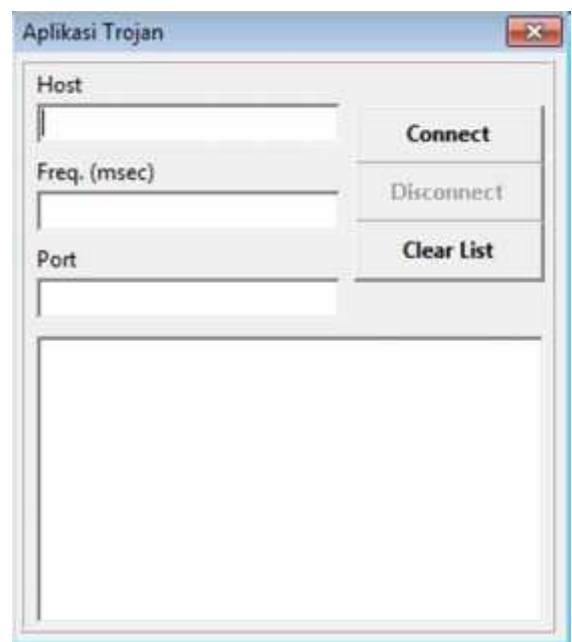 Aplikasi Trojan
Host
Connect
Freq. (msec)
Disconnect
Port
Clear List